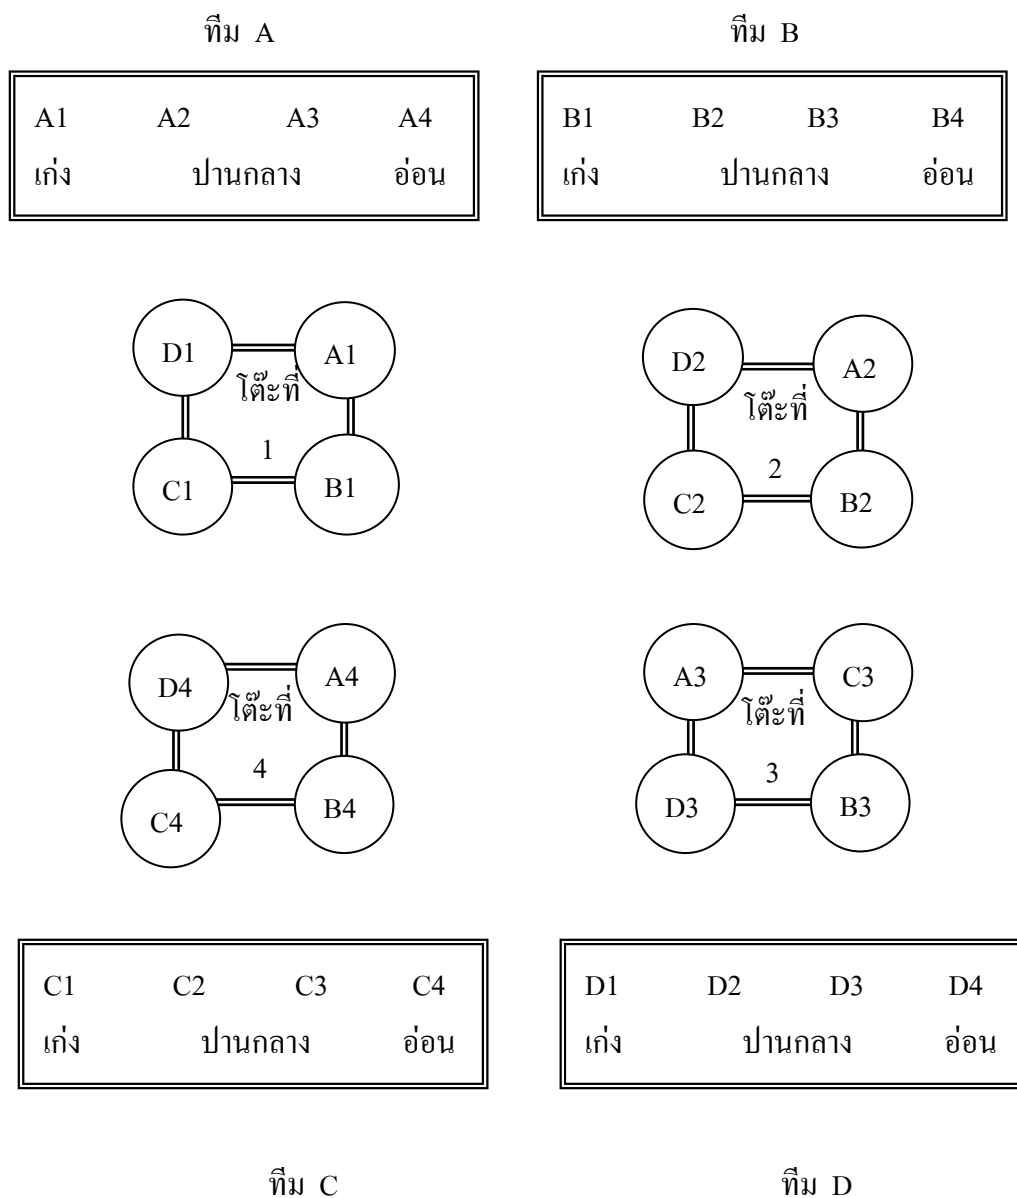 ทีม A ทีม B
A1 A2 A3 A4 B1 B2 B3 B4
เก่ง ปานกลาง อ่อน เก่ง ปานกลาง อ่อน
D1 A1 D2 A2
โต๊ะที่ โต๊ะที่
1 2
C1 B1 C2 B2
D4 A4 A3 C3
โต๊ะที่ โต๊ะที่
4 3
C4 B4 D3 B3
C1 C2 C3 C4 D1 D2 D3 D4
เก่ง ปานกลาง อ่อน เก่ง ปานกลาง อ่อน
ทีม C ทีม D